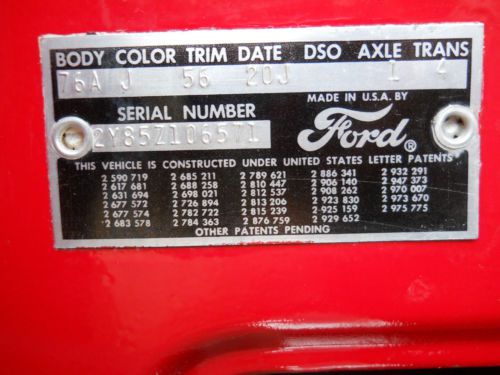 BODY COLOR TRIM DATE DSO AXLE TRANS
76A J 56 20J 1 4
SERIAL NUMBER
2Y85Z106571
MADE IN U.S.A. BY
Ford®
THIS VEHICLE IS CONSTRUCTED UNDER UNITED STATES LETTER PATENTS
2 590 719 2 685 211 2 789 621 2 886 341 2 932 291
2 617 681 2 688 258 2 810 447 2 906 140 2 947 373
2 631 694 2 698 021 2 812 537 2 908 262 2 970 007
2 677 572 2 726 894 2 813 206 2 923 830 2 973 670
2 677 574 2 782 722 2 815 239 2-925 159 2 975 775
2 683 578 2 784 363 2 876 759 2 929 652
OTHER PATENTS PENDING